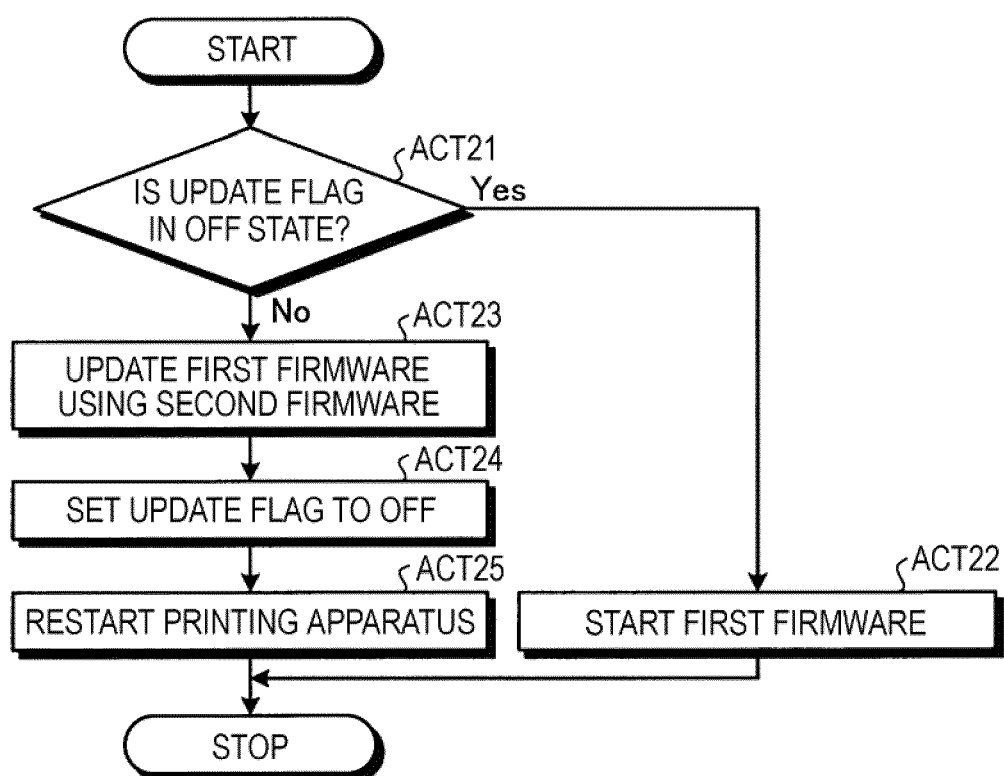 START
ACT21
IS UPDATE FLAG
IN OFF STATE?
Yes
No
ACT23
UPDATE FIRST FIRMWARE
USING SECOND FIRMWARE
ACT24
SET UPDATE FLAG TO OFF
ACT25
RESTART PRINTING APPARATUS
ACT22
START FIRST FIRMWARE
STOP